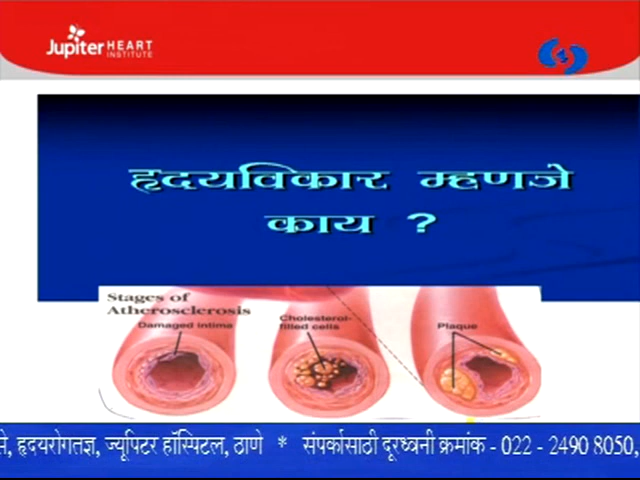 Jupiter HEART
INSTITUTE
हृदयविकार म्हणजे
काय ?
Stages of
Atherosclerosis
Damaged intima
Cholesterol-
filled cells
Plaque
से, हृदयरोगतज्ञ, ज्यूपिटर हॉस्पिटल, ठाणे * संपर्कासाठी दूरध्वनी क्रमांक - 022 - 2490 8050,